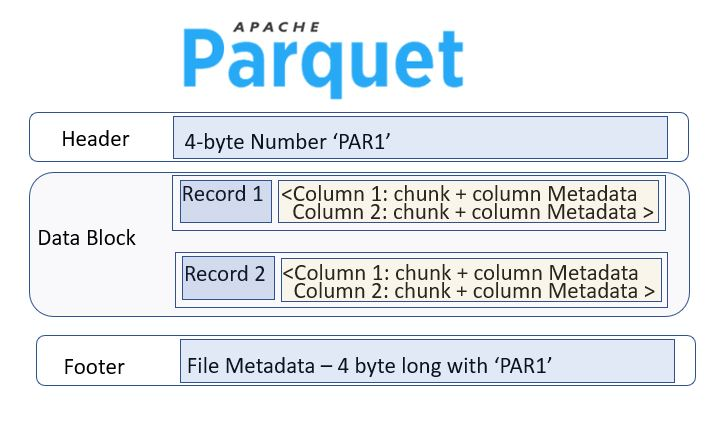 APACHE
Parquet
Header
4-byte Number ‘PAR1’
Data Block
Record 1
<Column 1: chunk + column Metadata
Column 2: chunk + column Metadata >
Record 2
<Column 1: chunk + column Metadata
Column 2: chunk + column Metadata >
Footer
File Metadata – 4 byte long with ‘PAR1’